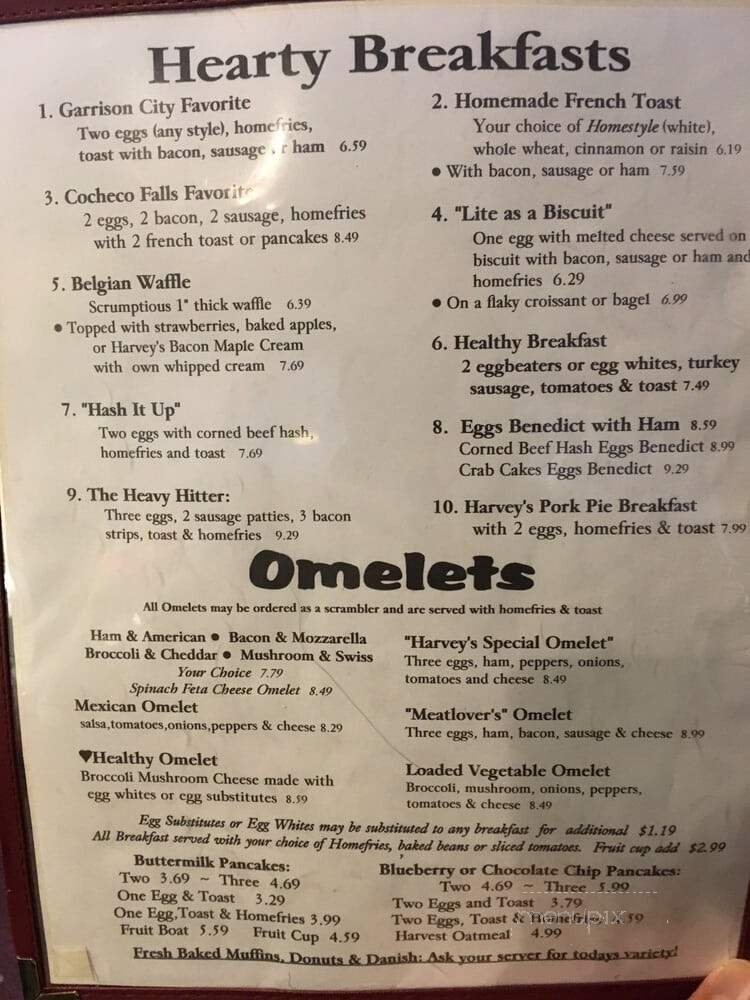 Hearty Breakfasts
1. Garrison City Favorite
Two eggs (any style), homefries,
toast with bacon, sausage or ham 6.59
2. Homemade French Toast
Your choice of Homestyle (white),
whole wheat, cinnamon or raisin 6.19
• With bacon, sausage or ham 7.59
3. Cocheco Falls Favorite
2 eggs, 2 bacon, 2 sausage, homefries
with 2 french toast or pancakes 8.49
4. "Lite as a Biscuit"
One egg with melted cheese served on
biscuit with bacon, sausage or ham and
homefries 6.29
• On a flaky croissant or bagel 6.99
5. Belgian Waffle
Scrumptious 1" thick waffle 6.39
• Topped with strawberries, baked apples,
or Harvey's Bacon Maple Cream
with own whipped cream 7.69
6. Healthy Breakfast
2 eggbeaters or egg whites, turkey
sausage, tomatoes & toast 7.49
7. "Hash It Up"
Two eggs with corned beef hash,
homefries and toast 7.69
8. Eggs Benedict with Ham 8.59
Corned Beef Hash Eggs Benedict 8.99
Crab Cakes Eggs Benedict 9.29
9. The Heavy Hitter:
Three eggs, 2 sausage patties, 3 bacon
strips, toast & homefries 9.29
10. Harvey's Pork Pie Breakfast
with 2 eggs, homefries & toast 7.99
Omelets
All Omelets may be ordered as a scrambler and are served with homefries & toast
Ham & American • Bacon & Mozzarella
Broccoli & Cheddar • Mushroom & Swiss
Your Choice 7.79
Spinach Feta Cheese Omelet 8.49
Mexican Omelet
salsa,tomatoes,onions,peppers & cheese 8.29
♥Healthy Omelet
Broccoli Mushroom Cheese made with
egg whites or egg substitutes 8.59
"Harvey's Special Omelet"
Three eggs, ham, peppers, onions,
tomatoes and cheese 8.49
"Meatlover's" Omelet
Three eggs, ham, bacon, sausage & cheese 8.99
Loaded Vegetable Omelet
Broccoli, mushroom, onions, peppers,
tomatoes & cheese 8.49
Egg Substitutes or Egg Whites may be substituted to any breakfast for additional $1.19
All Breakfast served with your choice of Homefries, baked beans or sliced tomatoes. Fruit cup add $2.99
Buttermilk Pancakes:
Two 3.69 ~ Three 4.69
One Egg & Toast 3.29
One Egg,Toast & Homefries 3.99
Fruit Boat 5.59 Fruit Cup 4.59
Blueberry or Chocolate Chip Pancakes:
Two 4.69 ~ Three 5.99
Two Eggs and Toast 3.79
Two Eggs, Toast & Homefries .59
Harvest Oatmeal 4.99
menupix
Fresh Baked Muffins, Donuts & Danish: Ask your server for todays variety!